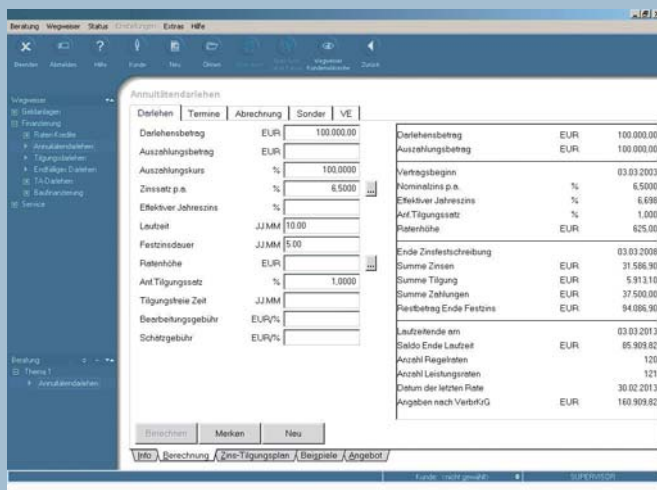 Beratung Wegweiser Status Einstellungen Extras Hilfe
Beenden Abmelden Hilfe Kunde Neu Öffnen Wegweiser Kundenwünsche Zurück
Wegweiser
Geldanlagen
Finanzierung
Raten-Kredite
Annuitätendarlehen
Tilgungsdarlehen
Endfälliges Darlehen
TA-Darlehen
Baufinanzierung
Service
Beratung
Thema 1
Annuitätendarlehen
Annuitätendarlehen
Darlehen Termine Abrechnung Sonder VE
Darlehensbetrag EUR 100.000,00
Auszahlungsbetrag EUR
Auszahlungskurs % 100,0000
Zinssatz p.a. % 6,5000 ...
Effektiver Jahreszins %
Laufzeit JJ.MM 10.00
Festzinsdauer JJ.MM 5.00
Ratenhöhe EUR ...
Anf.Tilgungssatz % 1,0000
Tilgungsfreie Zeit JJ.MM
Bearbeitungsgebühr EUR/%
Schätzgebühr EUR/%
Darlehensbetrag EUR 100.000,00
Auszahlungsbetrag EUR 100.000,00
Vertragsbeginn 03.03.2003
Nominalzins p.a. % 6,5000
Effektiver Jahreszins % 6,698
Anf.Tilgungssatz % 1,000
Ratenhöhe EUR 625,00
Ende Zinsfestschreibung 03.03.2008
Summe Zinsen EUR 31.586,90
Summe Tilgung EUR 5.913,10
Summe Zahlungen EUR 37.500,00
Restbetrag Ende Festzins EUR 94.086,90
Laufzeitende am 03.03.2013
Saldo Ende Laufzeit EUR 85.909,82
Anzahl Regelraten 120
Anzahl Leistungsraten 121
Datum der letzten Rate 30.02.2013
Angaben nach VerbrKrG EUR 160.909,82
Berechnen Merken Neu
Info Berechnung Zins-Tilgungsplan Beispiele Angebot
Kunde: (nicht gewählt) SUPERVISOR